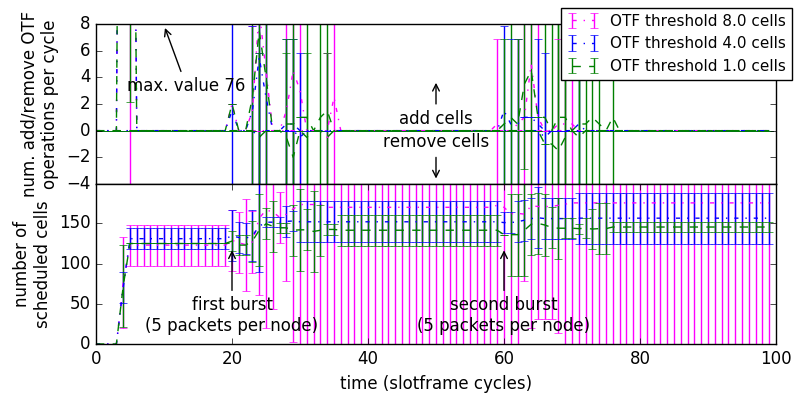 OTF threshold 8.0 cells
OTF threshold 4.0 cells
OTF threshold 1.0 cells
num. add/remove OTF
operations per cycle
8
6
4
2
0
−2
−4
max. value 76
add cells
remove cells
number of
scheduled cells
150
100
50
0
first burst
(5 packets per node)
second burst
(5 packets per node)
0
20
40
60
80
100
time (slotframe cycles)